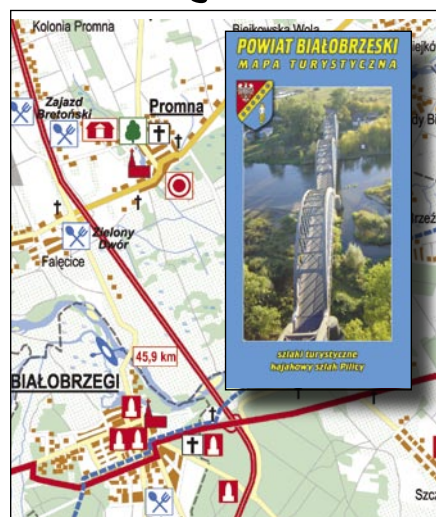 Kolonia Promna
Biejkowska Wola
POWIAT BIAŁOBRZESKI
MAPA TURYSTYCZNA
Zajazd
Bretoński
Promna
Zielony
Dwór
Falęcice
45,9 km
szlaki turystyczne
kajakowy szlak Pilicy
BIAŁOBRZEGI